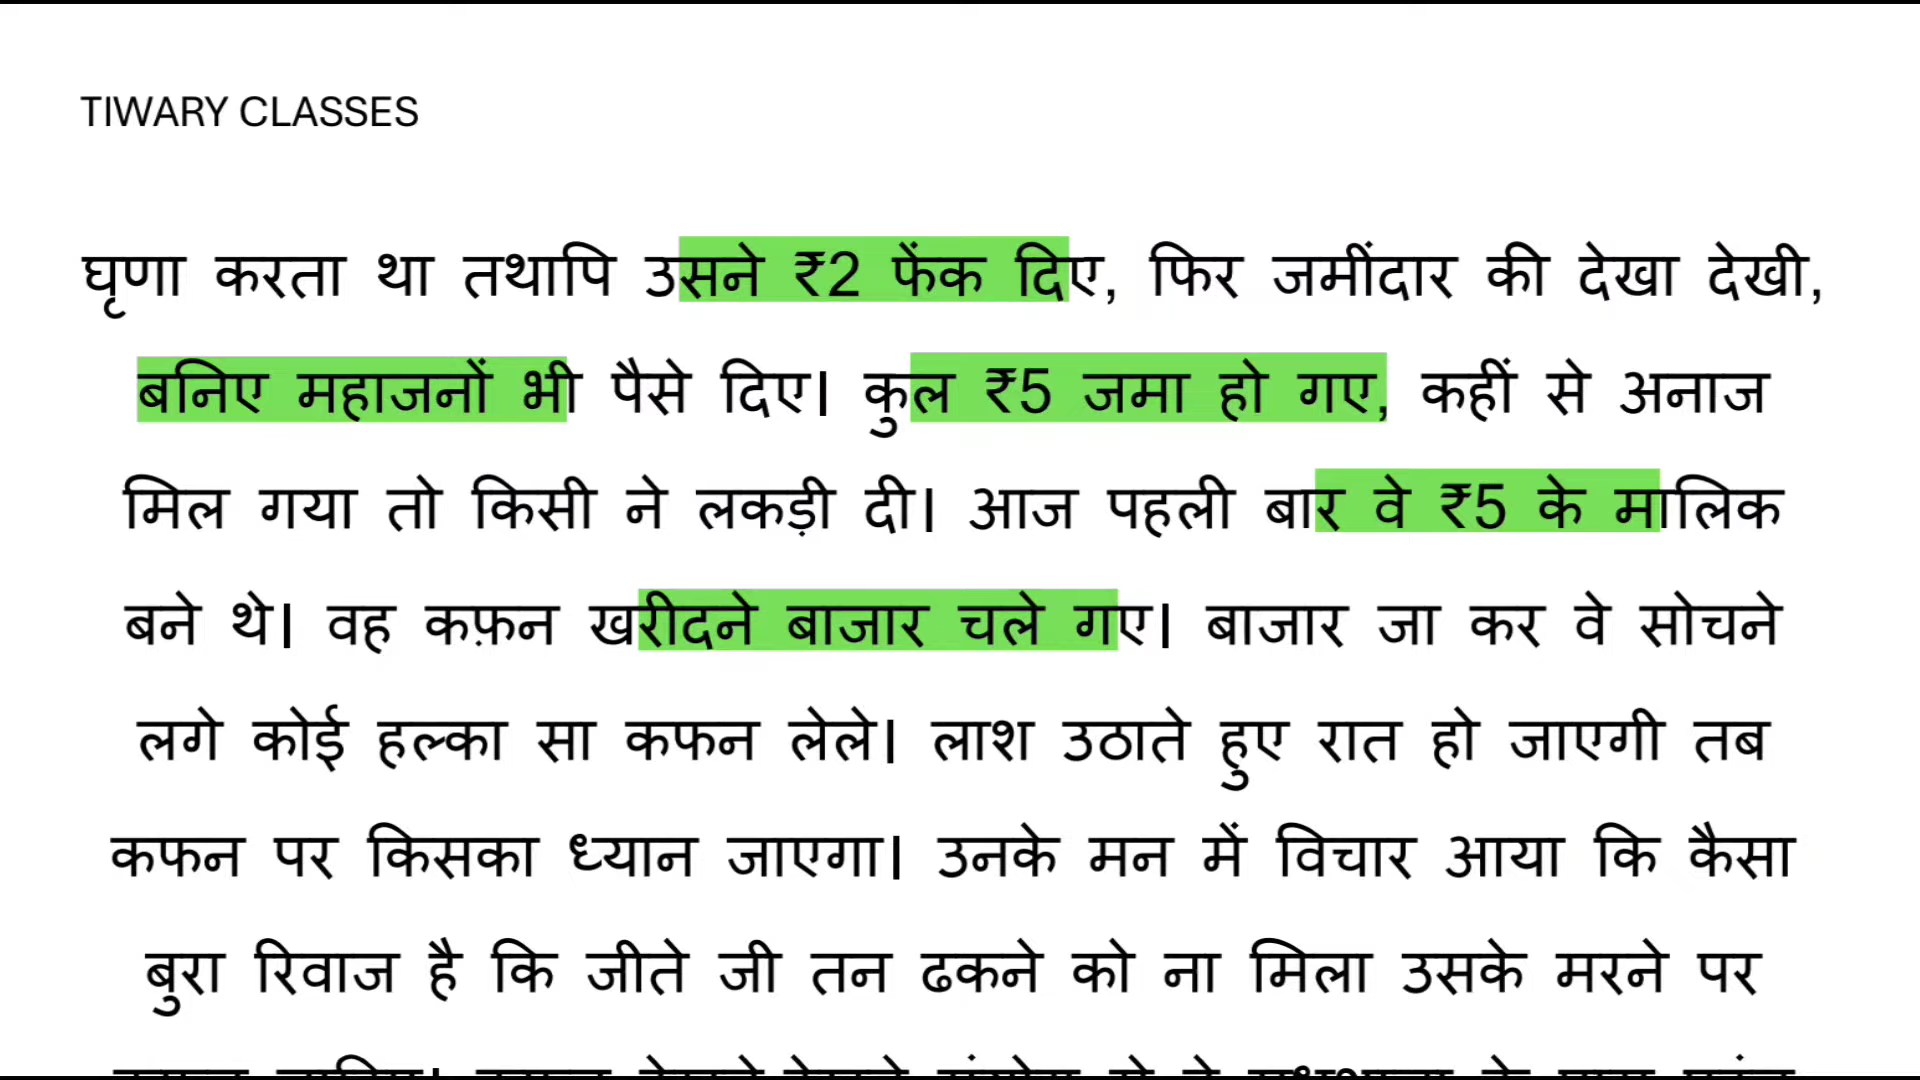 TIWARY CLASSES
घृणा करता था तथापि उसने ₹2 फेंक दिए, फिर जमींदार की देखा देखी,
बनिए महाजनों भी पैसे दिए। कुल ₹5 जमा हो गए, कहीं से अनाज
मिल गया तो किसी ने लकड़ी दी। आज पहली बार वे ₹5 के मालिक
बने थे। वह कफ़न खरीदने बाजार चले गए। बाजार जा कर वे सोचने
लगे कोई हल्का सा कफन लेले। लाश उठाते हुए रात हो जाएगी तब
कफन पर किसका ध्यान जाएगा। उनके मन में विचार आया कि कैसा
बुरा रिवाज है कि जीते जी तन ढकने को ना मिला उसके मरने पर